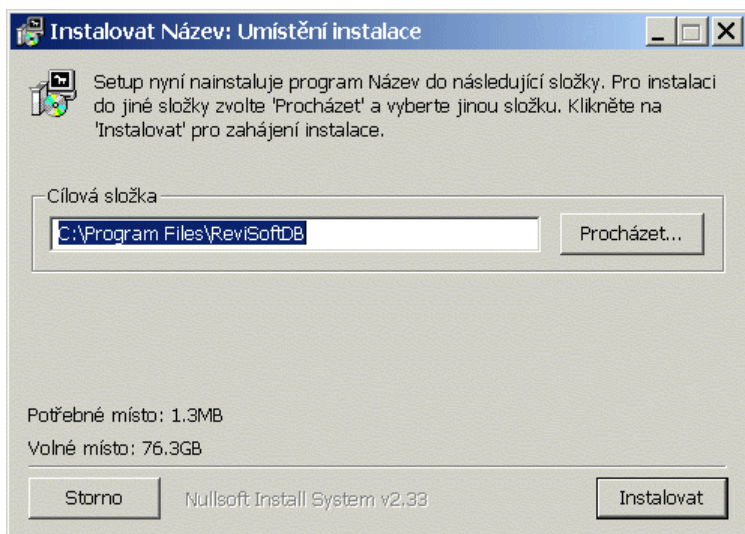 Instalovat Název: Umístění instalace
Setup nyní nainstaluje program Název do následující složky. Pro instalaci
do jiné složky zvolte 'Procházet' a vyberte jinou složku. Klikněte na
'Instalovat' pro zahájení instalace.
Cílová složka
C:\Program Files\ReviSoftDB
Procházet...
Potřebné místo: 1.3MB
Volné místo: 76.3GB
Storno
Nullsoft Install System v2.33
Instalovat